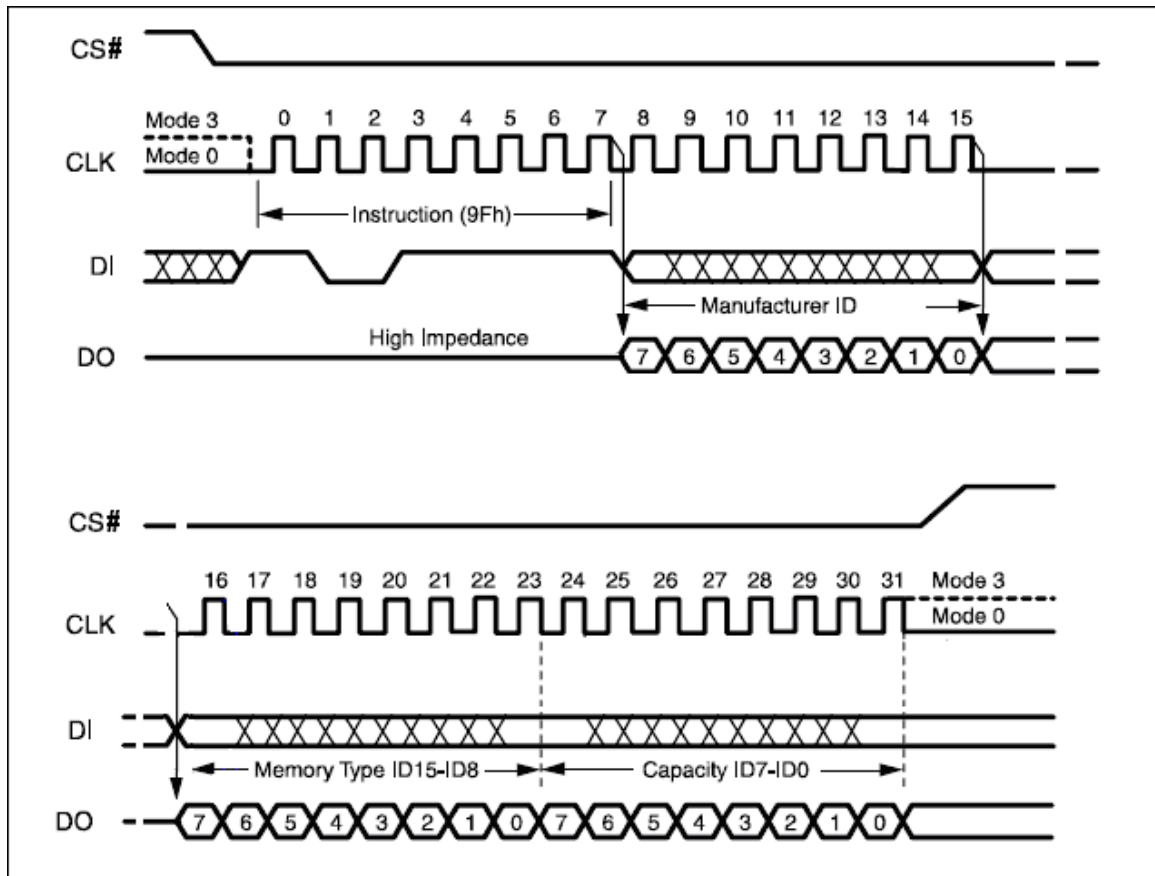 CS#
Mode 3
0 1 2 3 4 5 6 7 8 9 10 11 12 13 14 15
CLK
Mode 0
Instruction (9Fh)
DI
Manufacturer ID
High Impedance
DO
7 6 5 4 3 2 1 0
CS#
16 17 18 19 20 21 22 23 24 25 26 27 28 29 30 31
Mode 3
CLK
Mode 0
DI
Memory Type ID15-ID8
Capacity ID7-ID0
DO
7 6 5 4 3 2 1 0 7 6 5 4 3 2 1 0